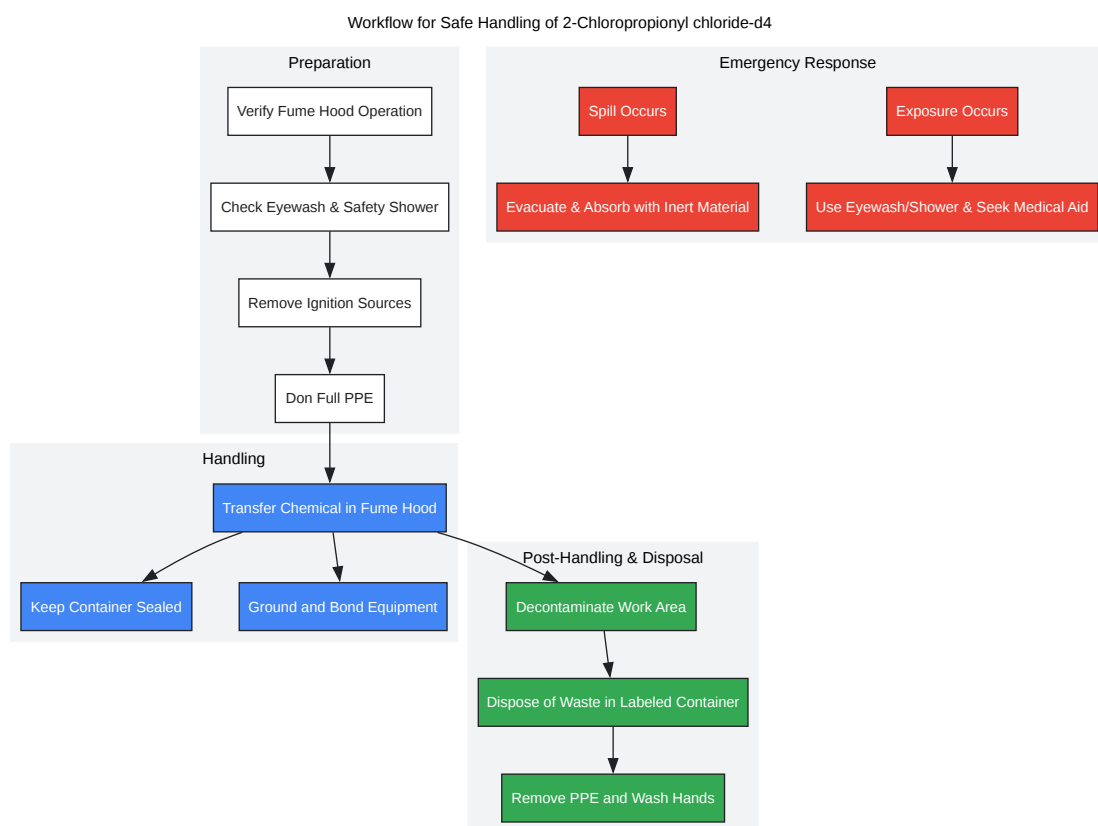 Workflow for Safe Handling of 2-Chloropropionyl chloride-d4
Preparation
Verify Fume Hood Operation
Check Eyewash & Safety Shower
Remove Ignition Sources
Don Full PPE
Emergency Response
Spill Occurs
Exposure Occurs
Evacuate & Absorb with Inert Material
Use Eyewash/Shower & Seek Medical Aid
Handling
Transfer Chemical in Fume Hood
Keep Container Sealed
Ground and Bond Equipment
Post-Handling & Disposal
Decontaminate Work Area
Dispose of Waste in Labeled Container
Remove PPE and Wash Hands